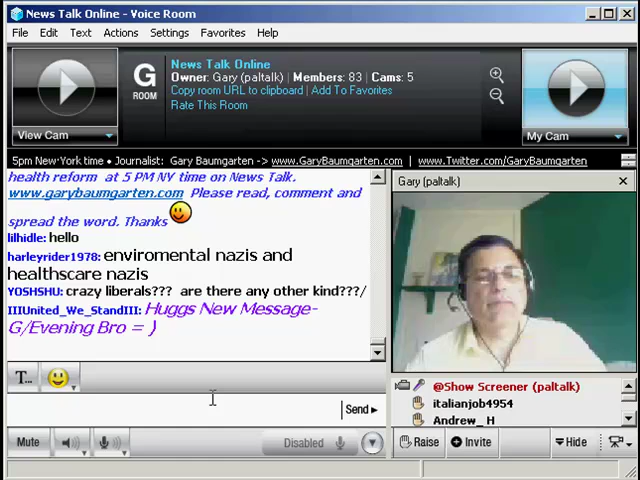 News Talk Online - Voice Room
File Edit Text Actions Settings Favorites Help
G
ROOM
News Talk Online
Owner: Gary (paltalk) | Members: 83 | Cams: 5
Copy room URL to clipboard | Add To Favorites
Rate This Room
View Cam
My Cam
5pm New York time • Journalist: Gary Baumgarten -> www.GaryBaumgarten.com | www.Twitter.com/GaryBaumgarten
health reform at 5 PM NY time on News Talk.
www.garybaumgarten.com Please read, comment and
spread the word. Thanks
lilhidle: hello
harleyrider1978: enviromental nazis and
healthscare nazis
YOSHSHU: crazy liberals??? are there any other kind???/
IIIUnited_We_StandIII: Huggs New Message-
G/Evening Bro = )
Gary (paltalk)
@Show Screener (paltalk)
italianjob4954
Andrew_ H
T...
Send
Mute
Disabled
Raise
Invite
Hide